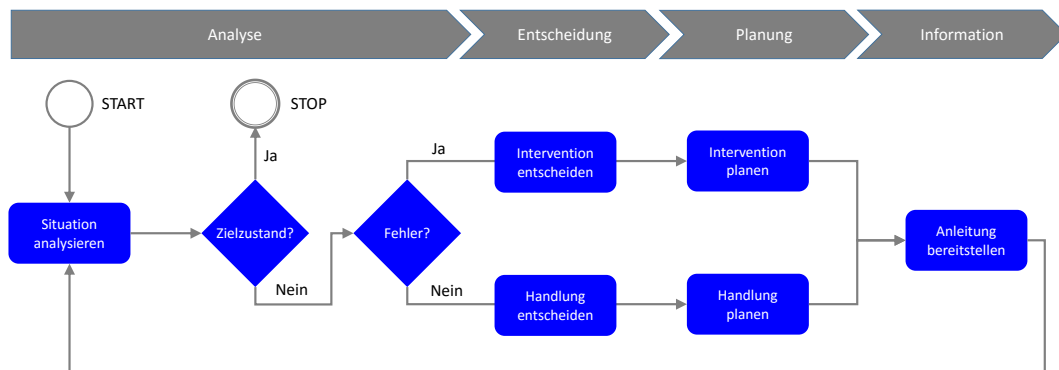 Analyse
Entscheidung
Planung
Information
START
STOP
Ja
Ja
Intervention
entscheiden
Intervention
planen
Situation
analysieren
Zielzustand?
Fehler?
Anleitung
bereitstellen
Nein
Nein
Handlung
entscheiden
Handlung
planen